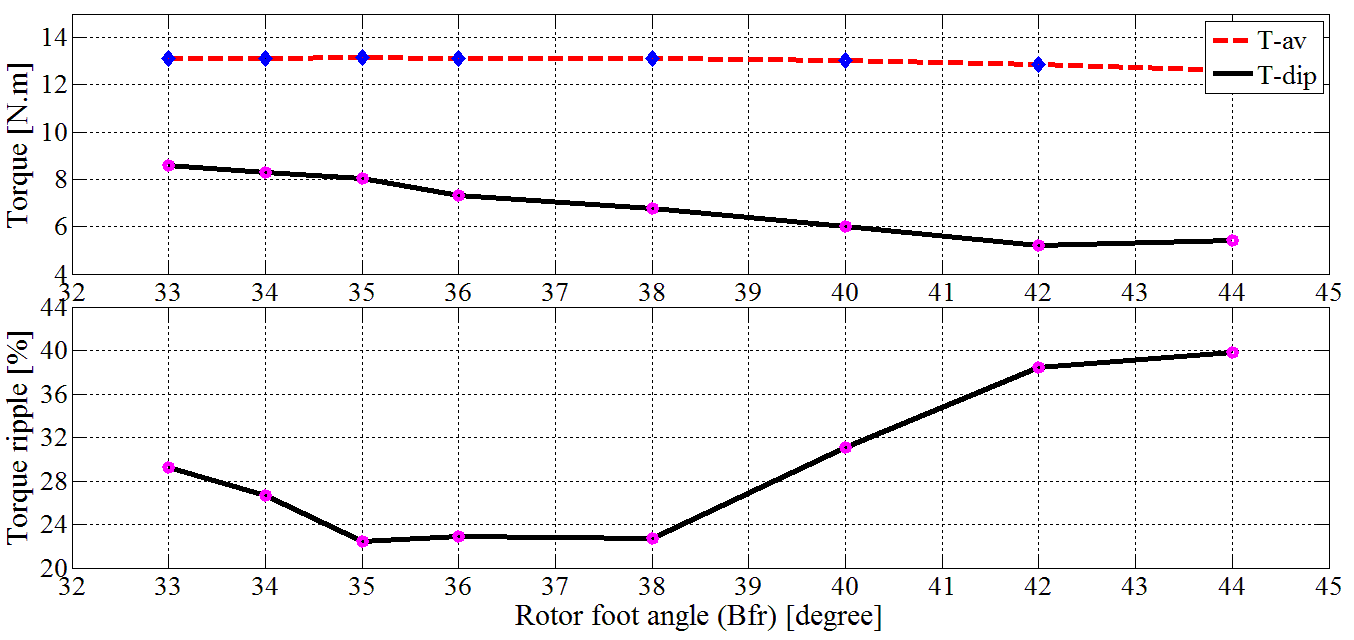 Torque [N.m]
14
12
10
8
6
4
T-av
T-dip
32 33 34 35 36 37 38 39 40 41 42 43 44 45
Torque ripple [%]
44
40
36
32
28
24
20
32 33 34 35 36 37 38 39 40 41 42 43 44 45
Rotor foot angle (Bfr) [degree]